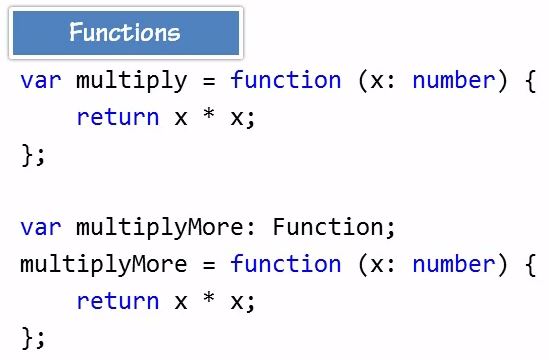 Functions
var multiply = function (x: number) {
    return x * x;
};

var multiplyMore: Function;
multiplyMore = function (x: number) {
    return x * x;
};